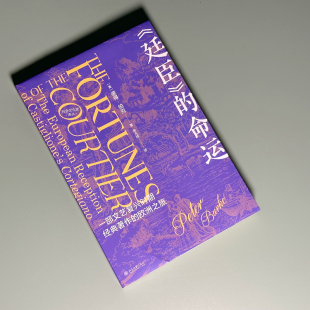 《廷臣》的命运
THE
FORTUNES
OF THE
COURTIER
The European Reception
of Castiglione's Cortegiano
一部文艺复兴时期
经典著作的欧洲之旅
Peter
Burke